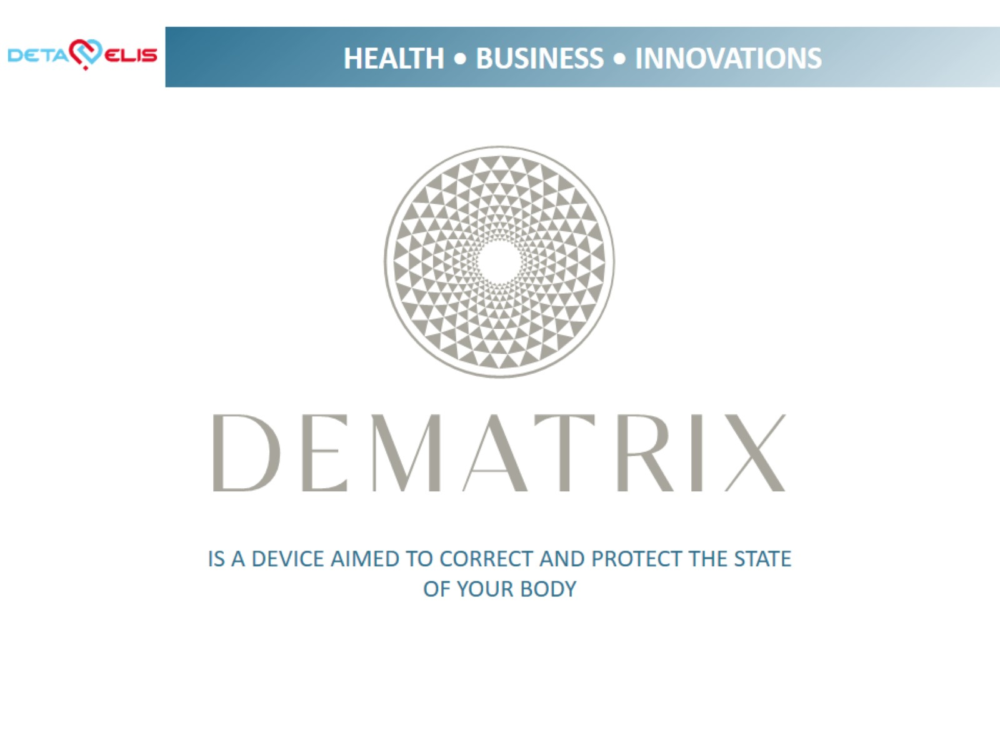 DETA ELIS
HEALTH • BUSINESS • INNOVATIONS
DEMATRIX
IS A DEVICE AIMED TO CORRECT AND PROTECT THE STATE
OF YOUR BODY